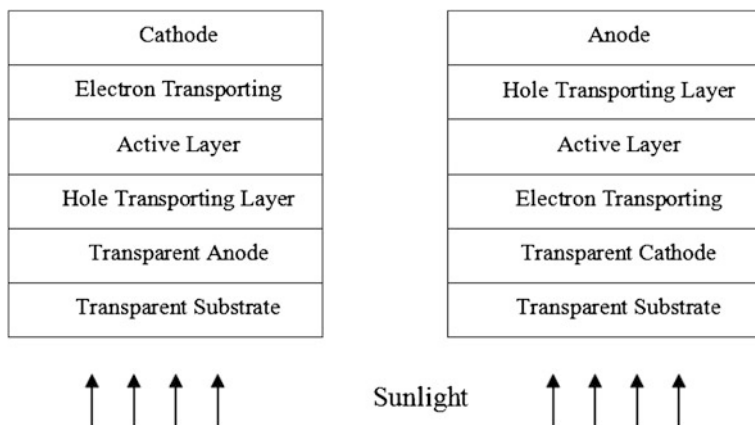 Cathode
Electron Transporting
Active Layer
Hole Transporting Layer
Transparent Anode
Transparent Substrate
Anode
Hole Transporting Layer
Active Layer
Electron Transporting
Transparent Cathode
Transparent Substrate
Sunlight